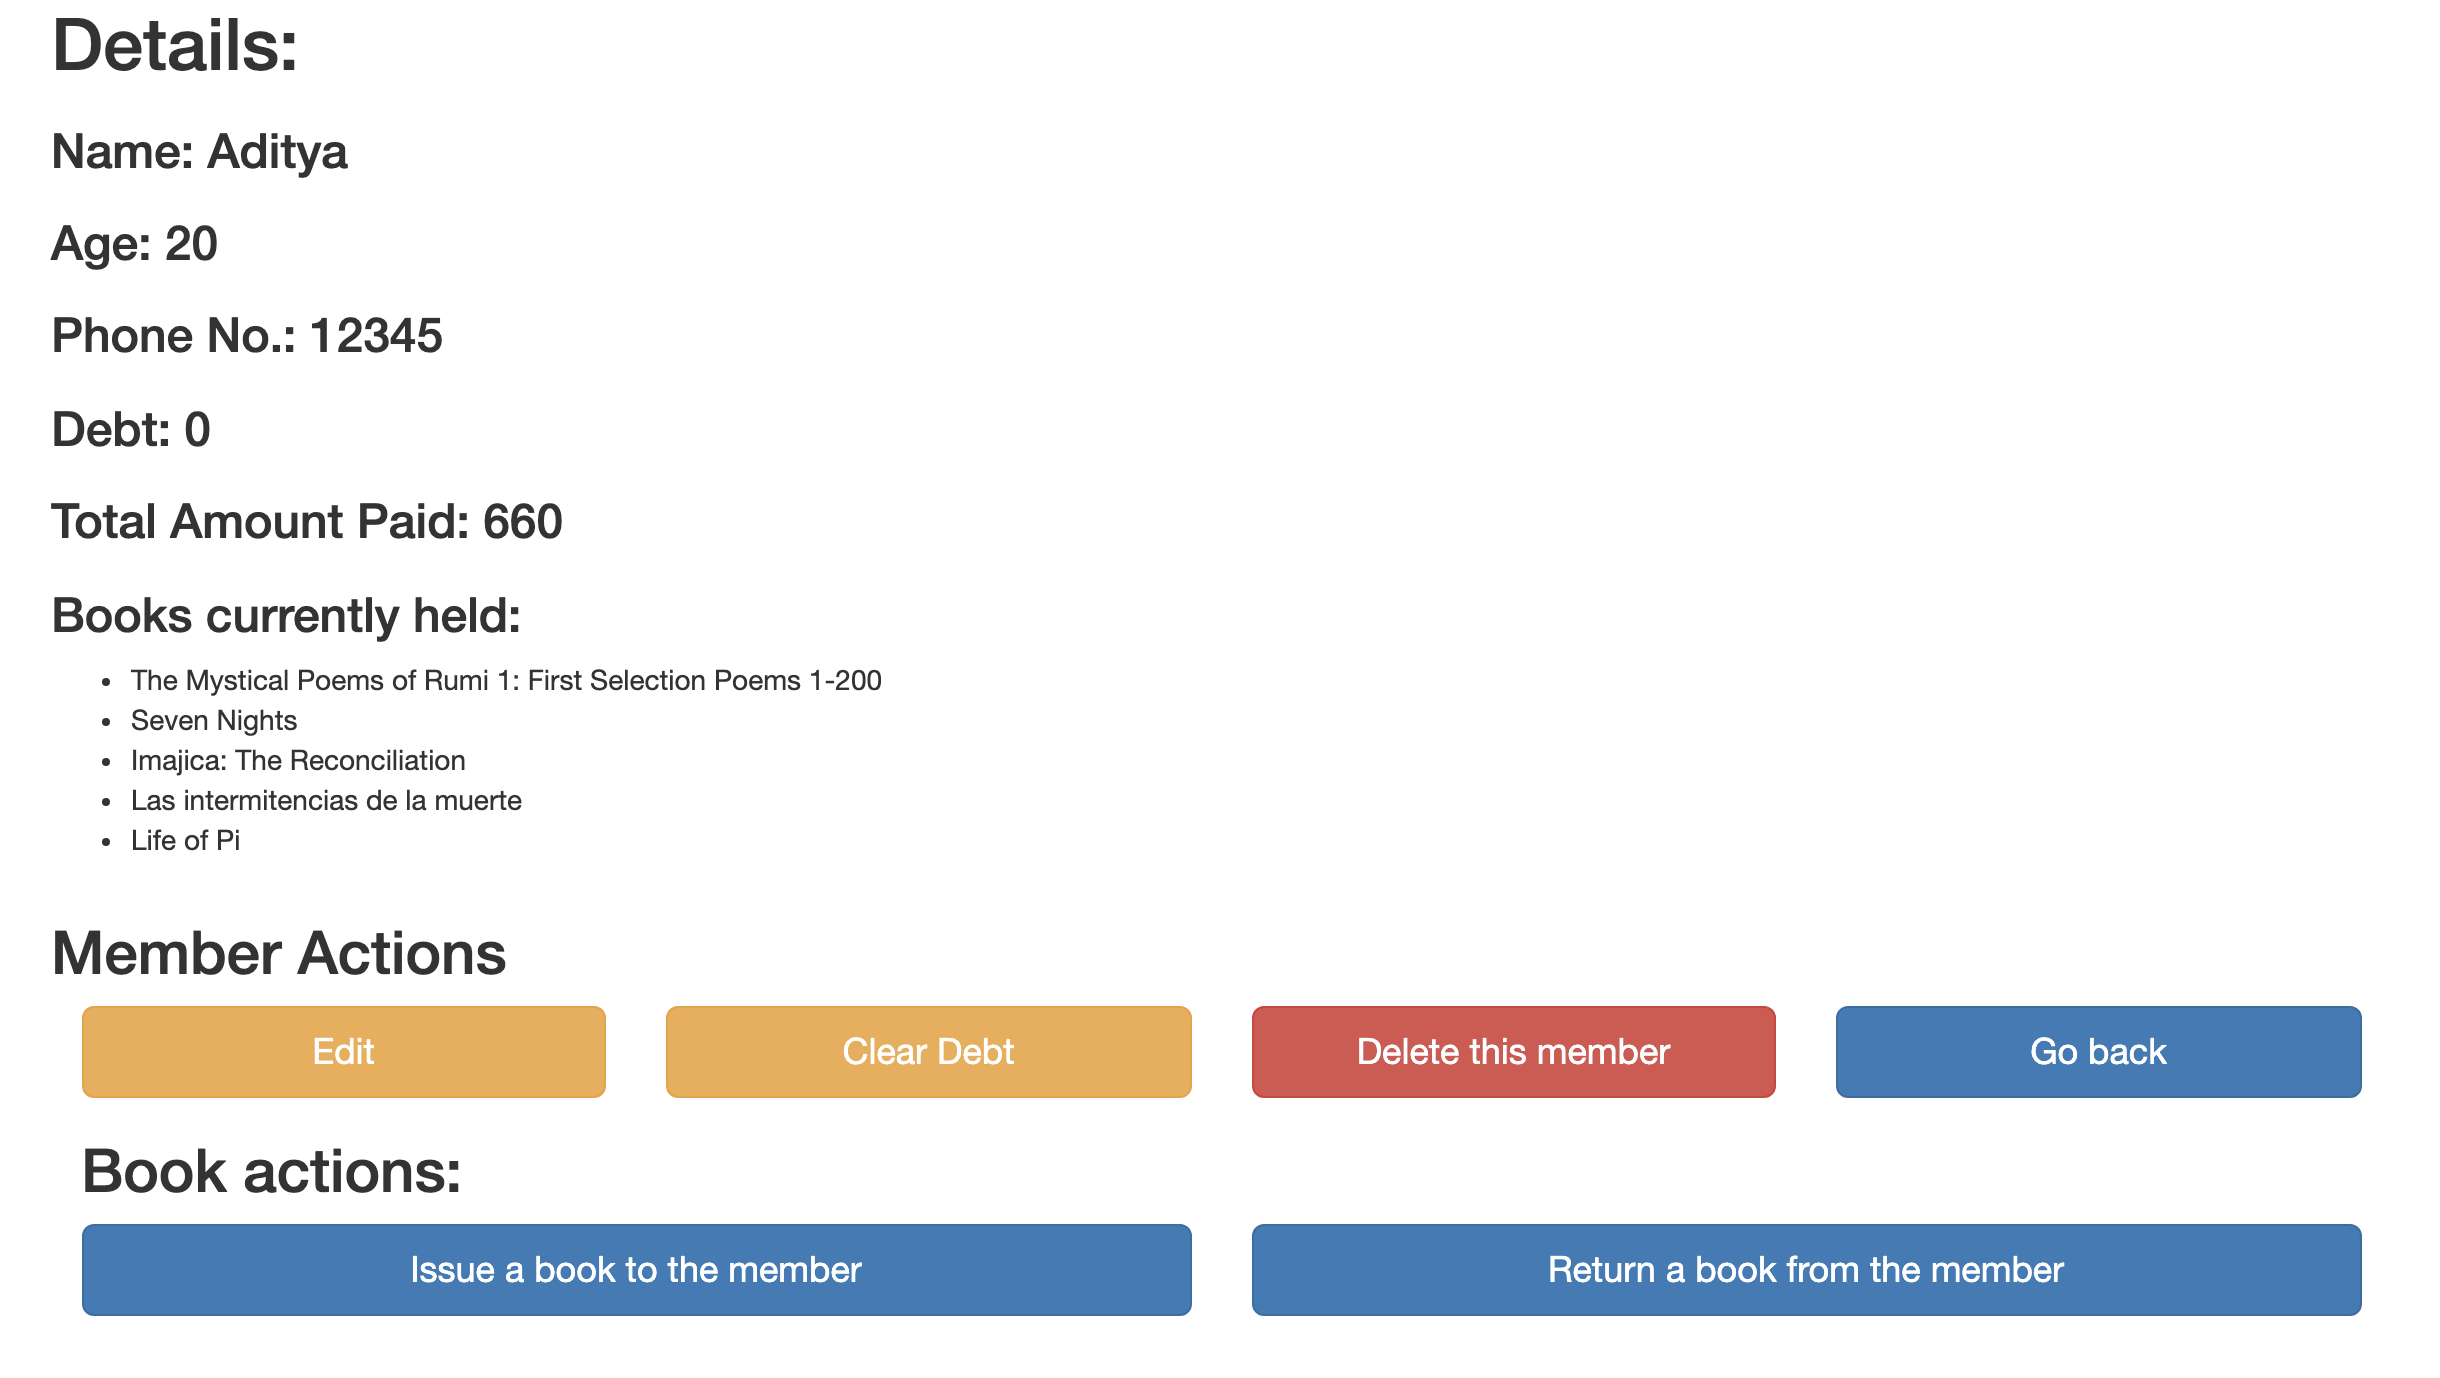 Details:
Name: Aditya
Age: 20
Phone No.: 12345
Debt: 0
Total Amount Paid: 660
Books currently held:
• The Mystical Poems of Rumi 1: First Selection Poems 1-200
• Seven Nights
• Imajica: The Reconciliation
• Las intermitencias de la muerte
• Life of Pi
Member Actions
Edit Clear Debt Delete this member Go back
Book actions:
Issue a book to the member Return a book from the member